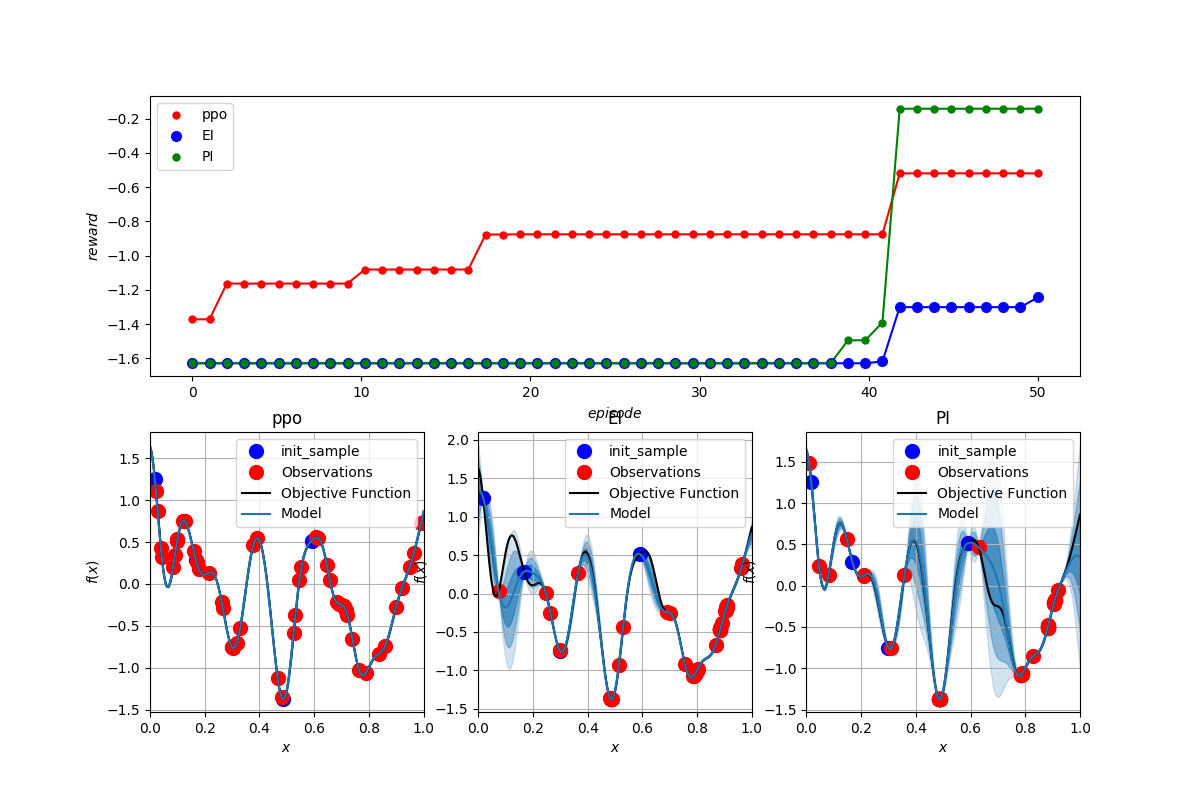 −0.2
−0.4
−0.6
−0.8
−1.0
−1.2
−1.4
−1.6
reward
ppo
EI
PI
0
10
20
30
40
50
episode
ppo
EI
PI
1.5
1.0
0.5
0.0
−0.5
−1.0
−1.5
f(x)
init_sample
Observations
Objective Function
Model
0.0
0.2
0.4
0.6
0.8
1.0
x
2.0
1.5
1.0
0.5
0.0
−0.5
−1.0
−1.5
f(x)
init_sample
Observations
Objective Function
Model
0.0
0.2
0.4
0.6
0.8
1.0
x
1.5
1.0
0.5
0.0
−0.5
−1.0
−1.5
f(x)
init_sample
Observations
Objective Function
Model
0.0
0.2
0.4
0.6
0.8
1.0
x